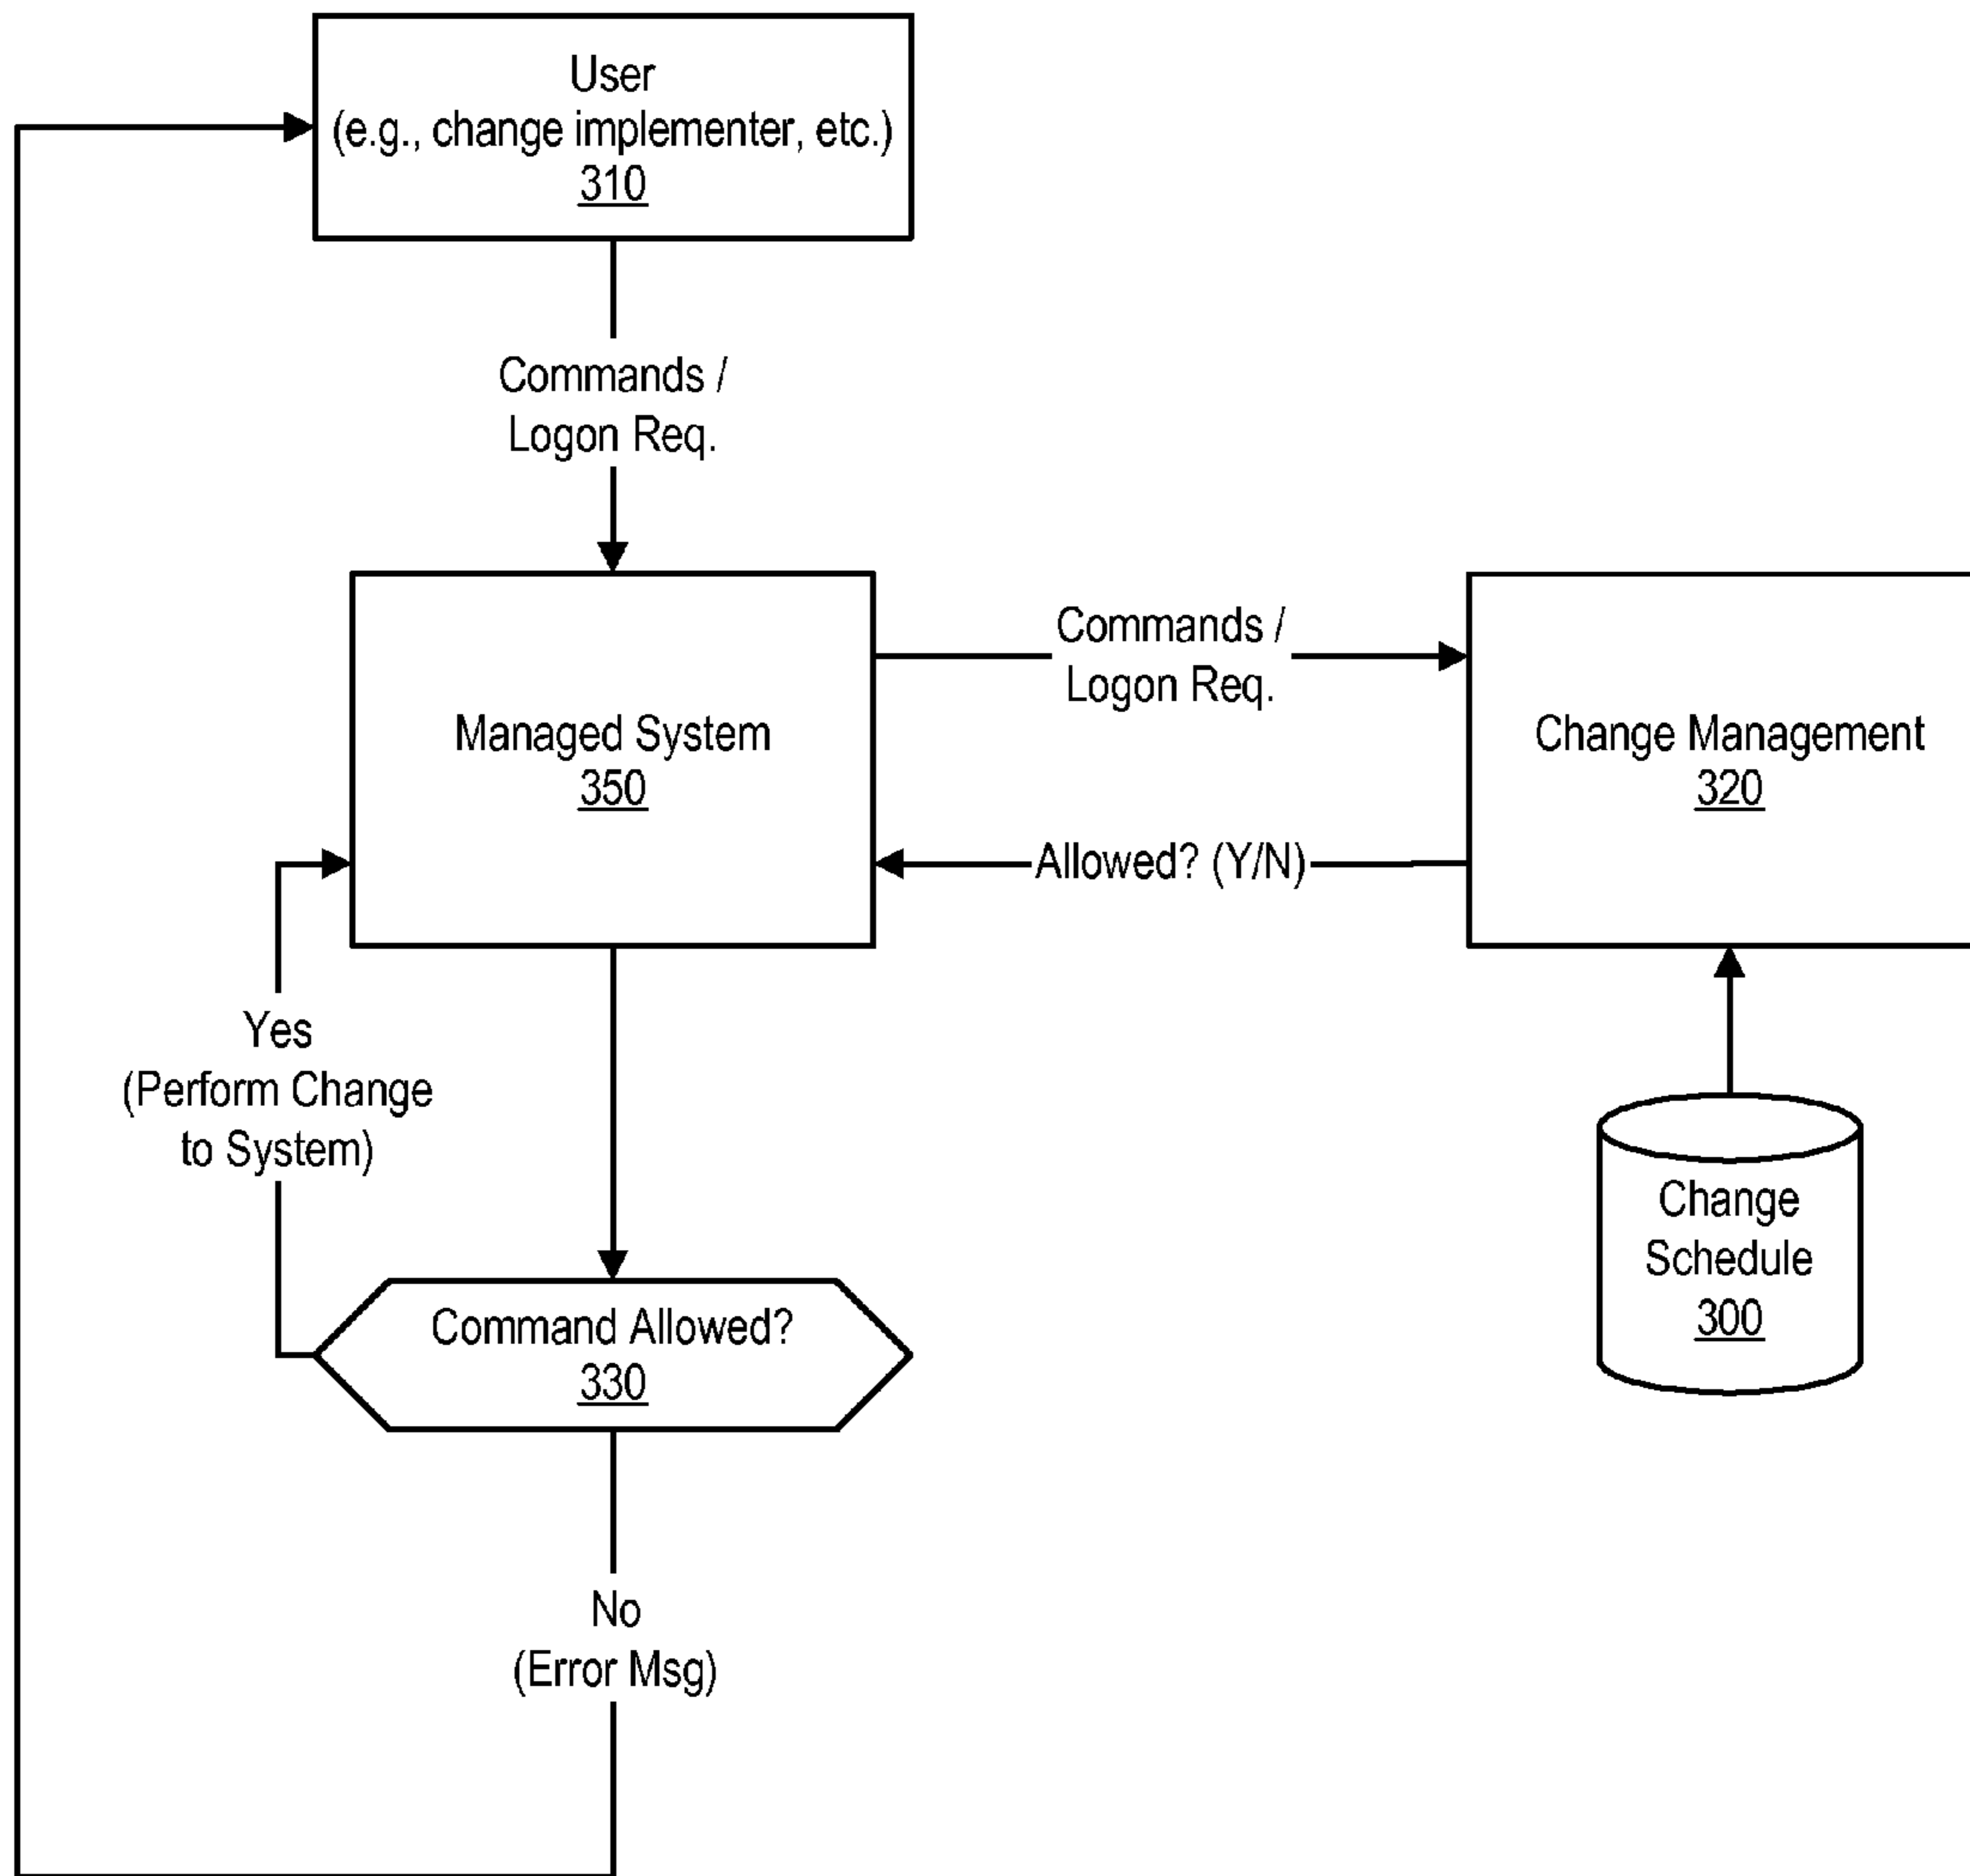 User
(e.g., change implementer, etc.)
310
Commands /
Logon Req.
Commands /
Logon Req.
Managed System
350
Change Management
320
Allowed? (Y/N)
Yes
(Perform Change
to System)
Change
Schedule
300
Command Allowed?
330
No
(Error Msg)